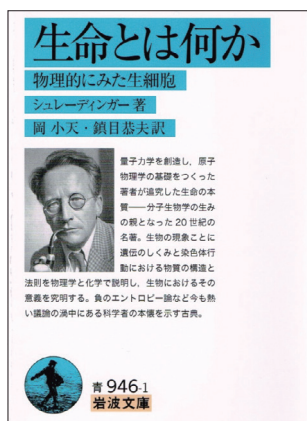 生命とは何か
物理的にみた生細胞
シュレーディンガー 著
岡 小天・鎮目恭夫 訳
量子力学を創造し，原子
物理学の基礎をつくった
著者が追究した生命の本
質——分子生物学の生み
の親となった20世紀の
名著。生物の現象ことに
遺伝のしくみと染色体行
動における物質の構造と
法則を物理学と化学で説明し，生物におけるその
意義を究明する。負のエントロピー論など今も熱
い議論の渦中にある科学者の本懐を示す古典。
青 946-1
岩波文庫